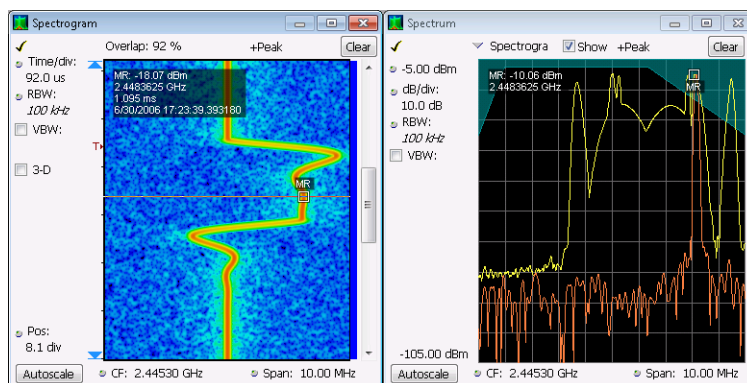 Spectrogram
Overlap: 92 %
+Peak
Clear
Time/div:
92.0 us
RBW:
100 kHz
VBW:
3-D
MR: -18.07 dBm
2.4483625 GHz
1.095 ms
6/30/2006 17:23:39.393180
T
MR
Pos:
8.1 div
Autoscale
CF: 2.44530 GHz
Span: 10.00 MHz
Spectrum
Spectrogra
Show
+Peak
Clear
-5.00 dBm
dB/div:
10.0 dB
RBW:
100 kHz
VBW:
MR: -10.06 dBm
2.4483625 GHz
MR
-105.00 dBm
Autoscale
CF: 2.44530 GHz
Span: 10.00 MHz